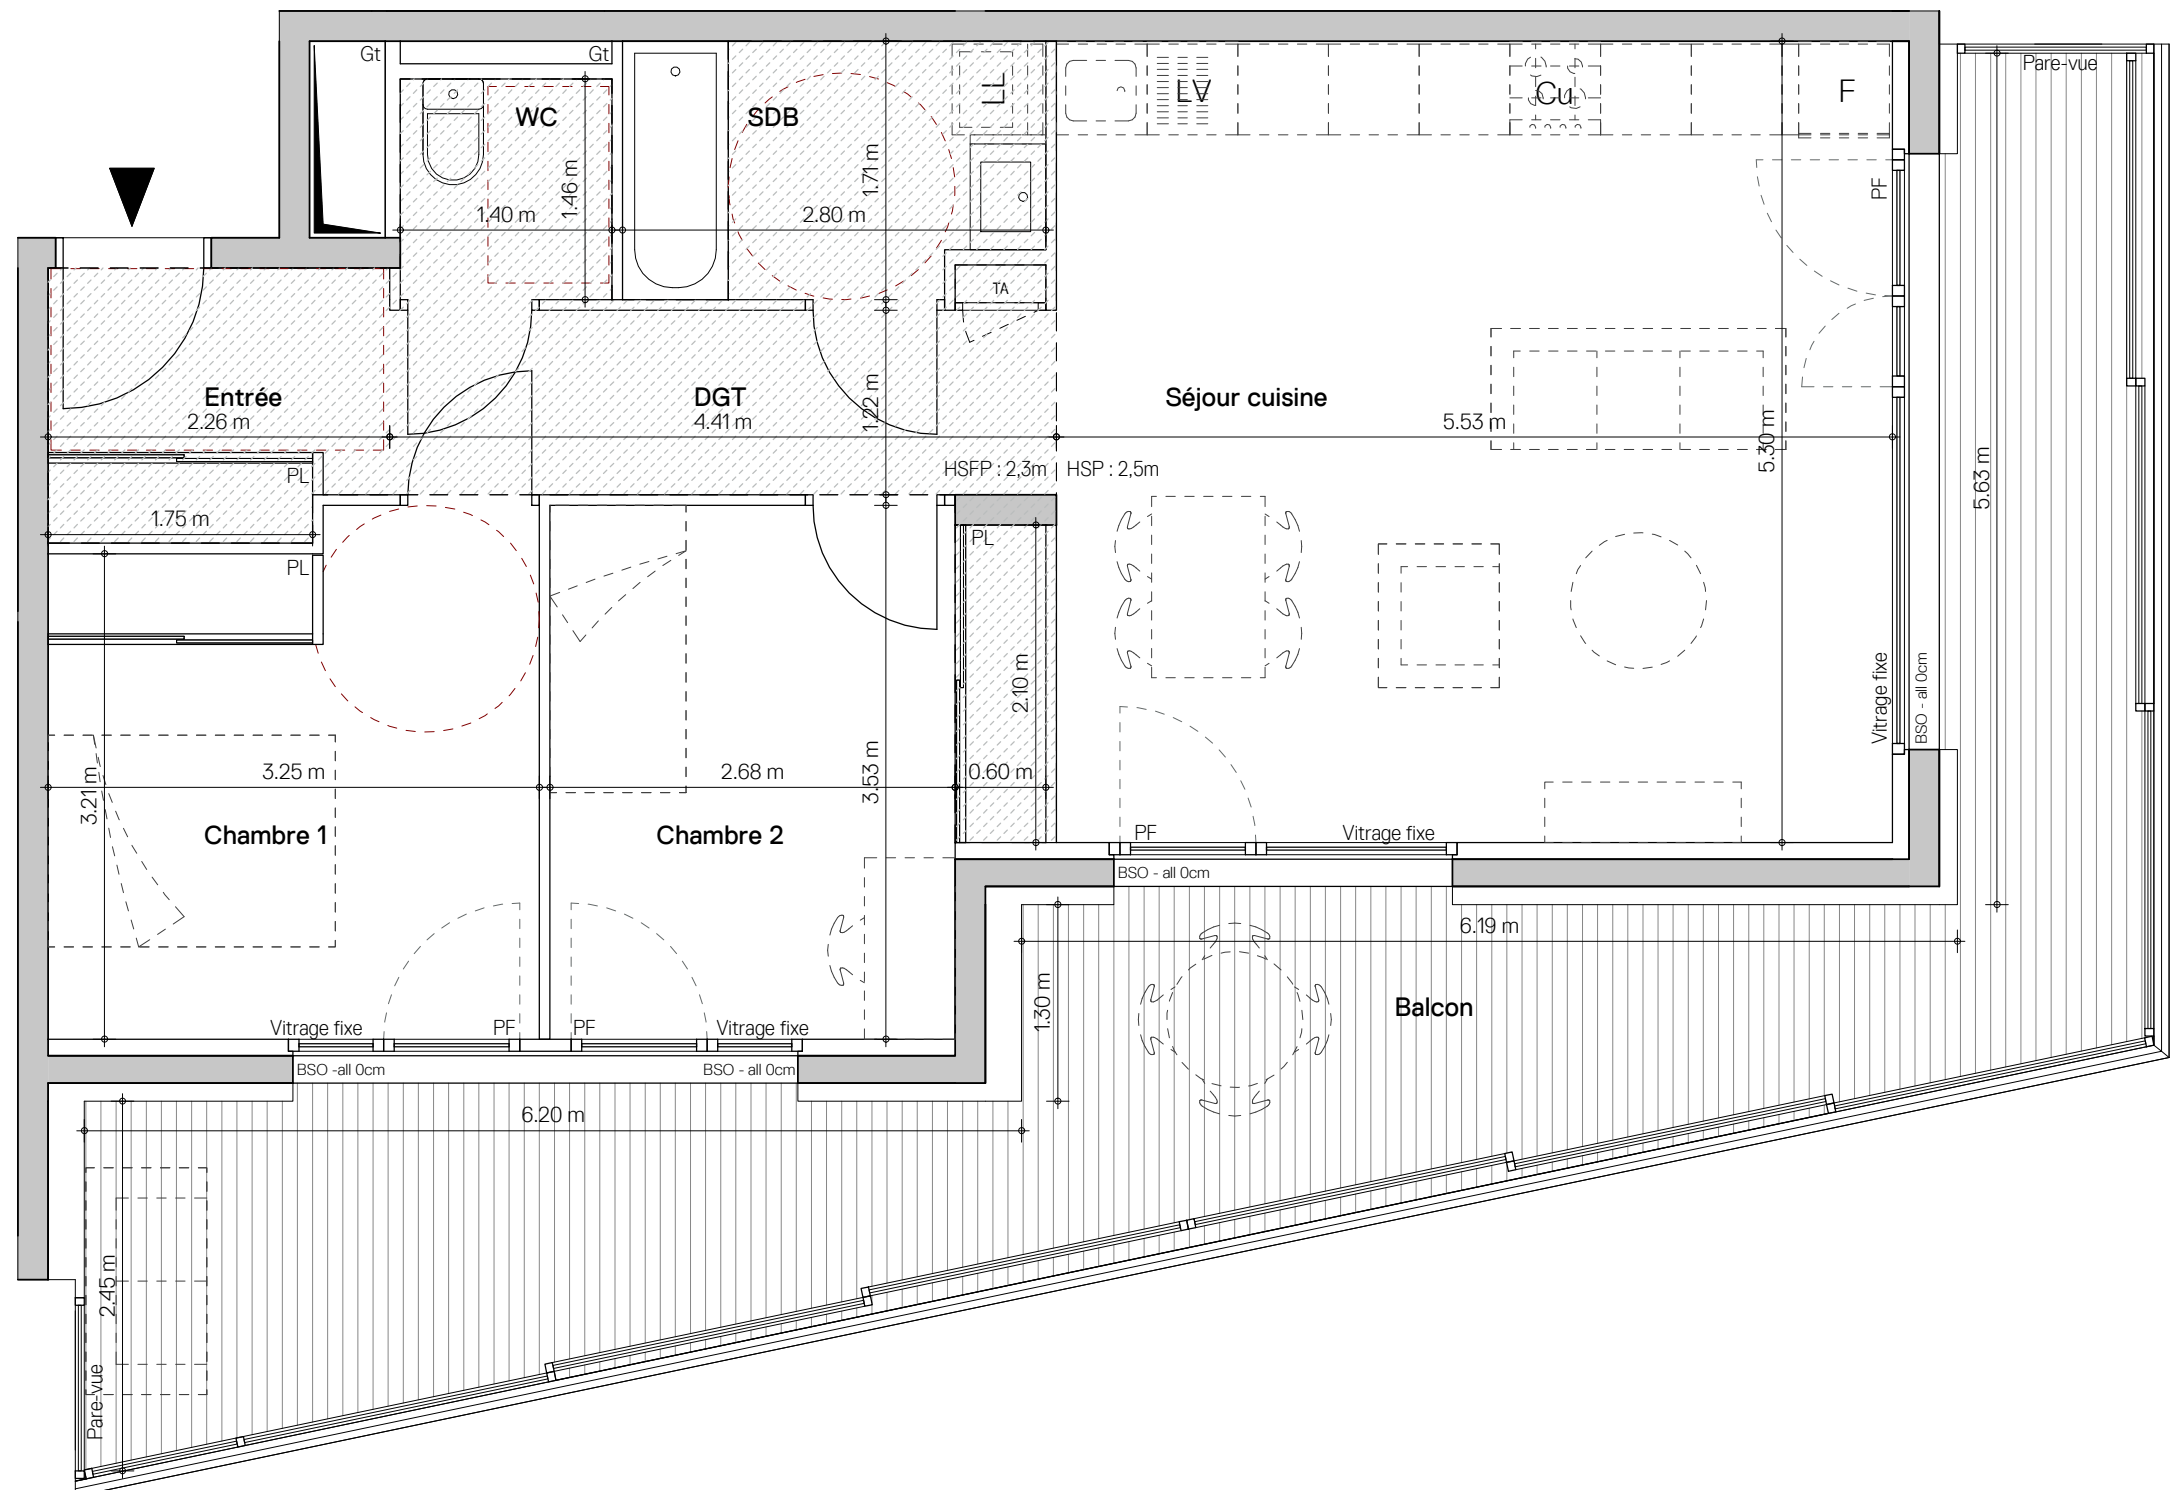 Gt
Gt
WC
SDB
LL
LV
Cu
F
Pare-vue
1.46 m
1.71 m
1.40 m
2.80 m
PF
TA
Entrée
2.26 m
DGT
4.41 m
1.22 m
Séjour cuisine
5.53 m
5.30 m
5.63 m
HSFP : 2,3m
HSP : 2,5m
PL
1.75 m
PL
PL
2.10 m
Vitrage fixe
BSO - all 0cm
3.25 m
2.68 m
0.60 m
3.21 m
3.53 m
Chambre 1
Chambre 2
PF
Vitrage fixe
BSO - all 0cm
6.19 m
1.30 m
Balcon
Vitrage fixe
PF
PF
Vitrage fixe
BSO -all 0cm
BSO - all 0cm
6.20 m
2.45 m
Pare-vue